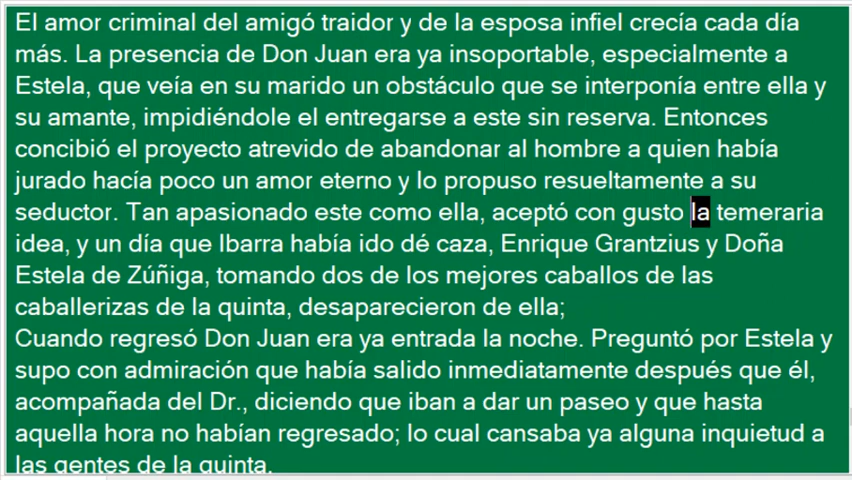 El amor criminal del amigó traidor y de la esposa infiel crecía cada día
más. La presencia de Don Juan era ya insoportable, especialmente a
Estela, que veía en su marido un obstáculo que se interponía entre ella y
su amante, impidiéndole el entregarse a este sin reserva. Entonces
concibió el proyecto atrevido de abandonar al hombre a quien había
jurado hacía poco un amor eterno y lo propuso resueltamente a su
seductor. Tan apasionado este como ella, aceptó con gusto la temeraria
idea, y un día que Ibarra había ido dé caza, Enrique Grantzius y Doña
Estela de Zúñiga, tomando dos de los mejores caballos de las
caballerizas de la quinta, desaparecieron de ella;
Cuando regresó Don Juan era ya entrada la noche. Preguntó por Estela y
supo con admiración que había salido inmediatamente después que él,
acompañada del Dr., diciendo que iban a dar un paseo y que hasta
aquella hora no habían regresado; lo cual cansaba ya alguna inquietud a
las gentes de la quinta.